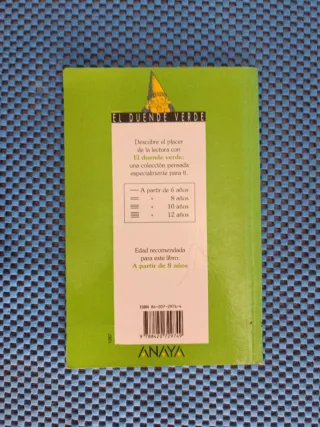 EL DUENDE VERDE
Descubre el placer
de la lectura con
El duende verde:
una colección pensada
especialmente para ti.
A partir de 6 años
" 8 años
" 10 años
" 12 años
Edad recomendada
para este libro:
A partir de 8 años
ANAYA